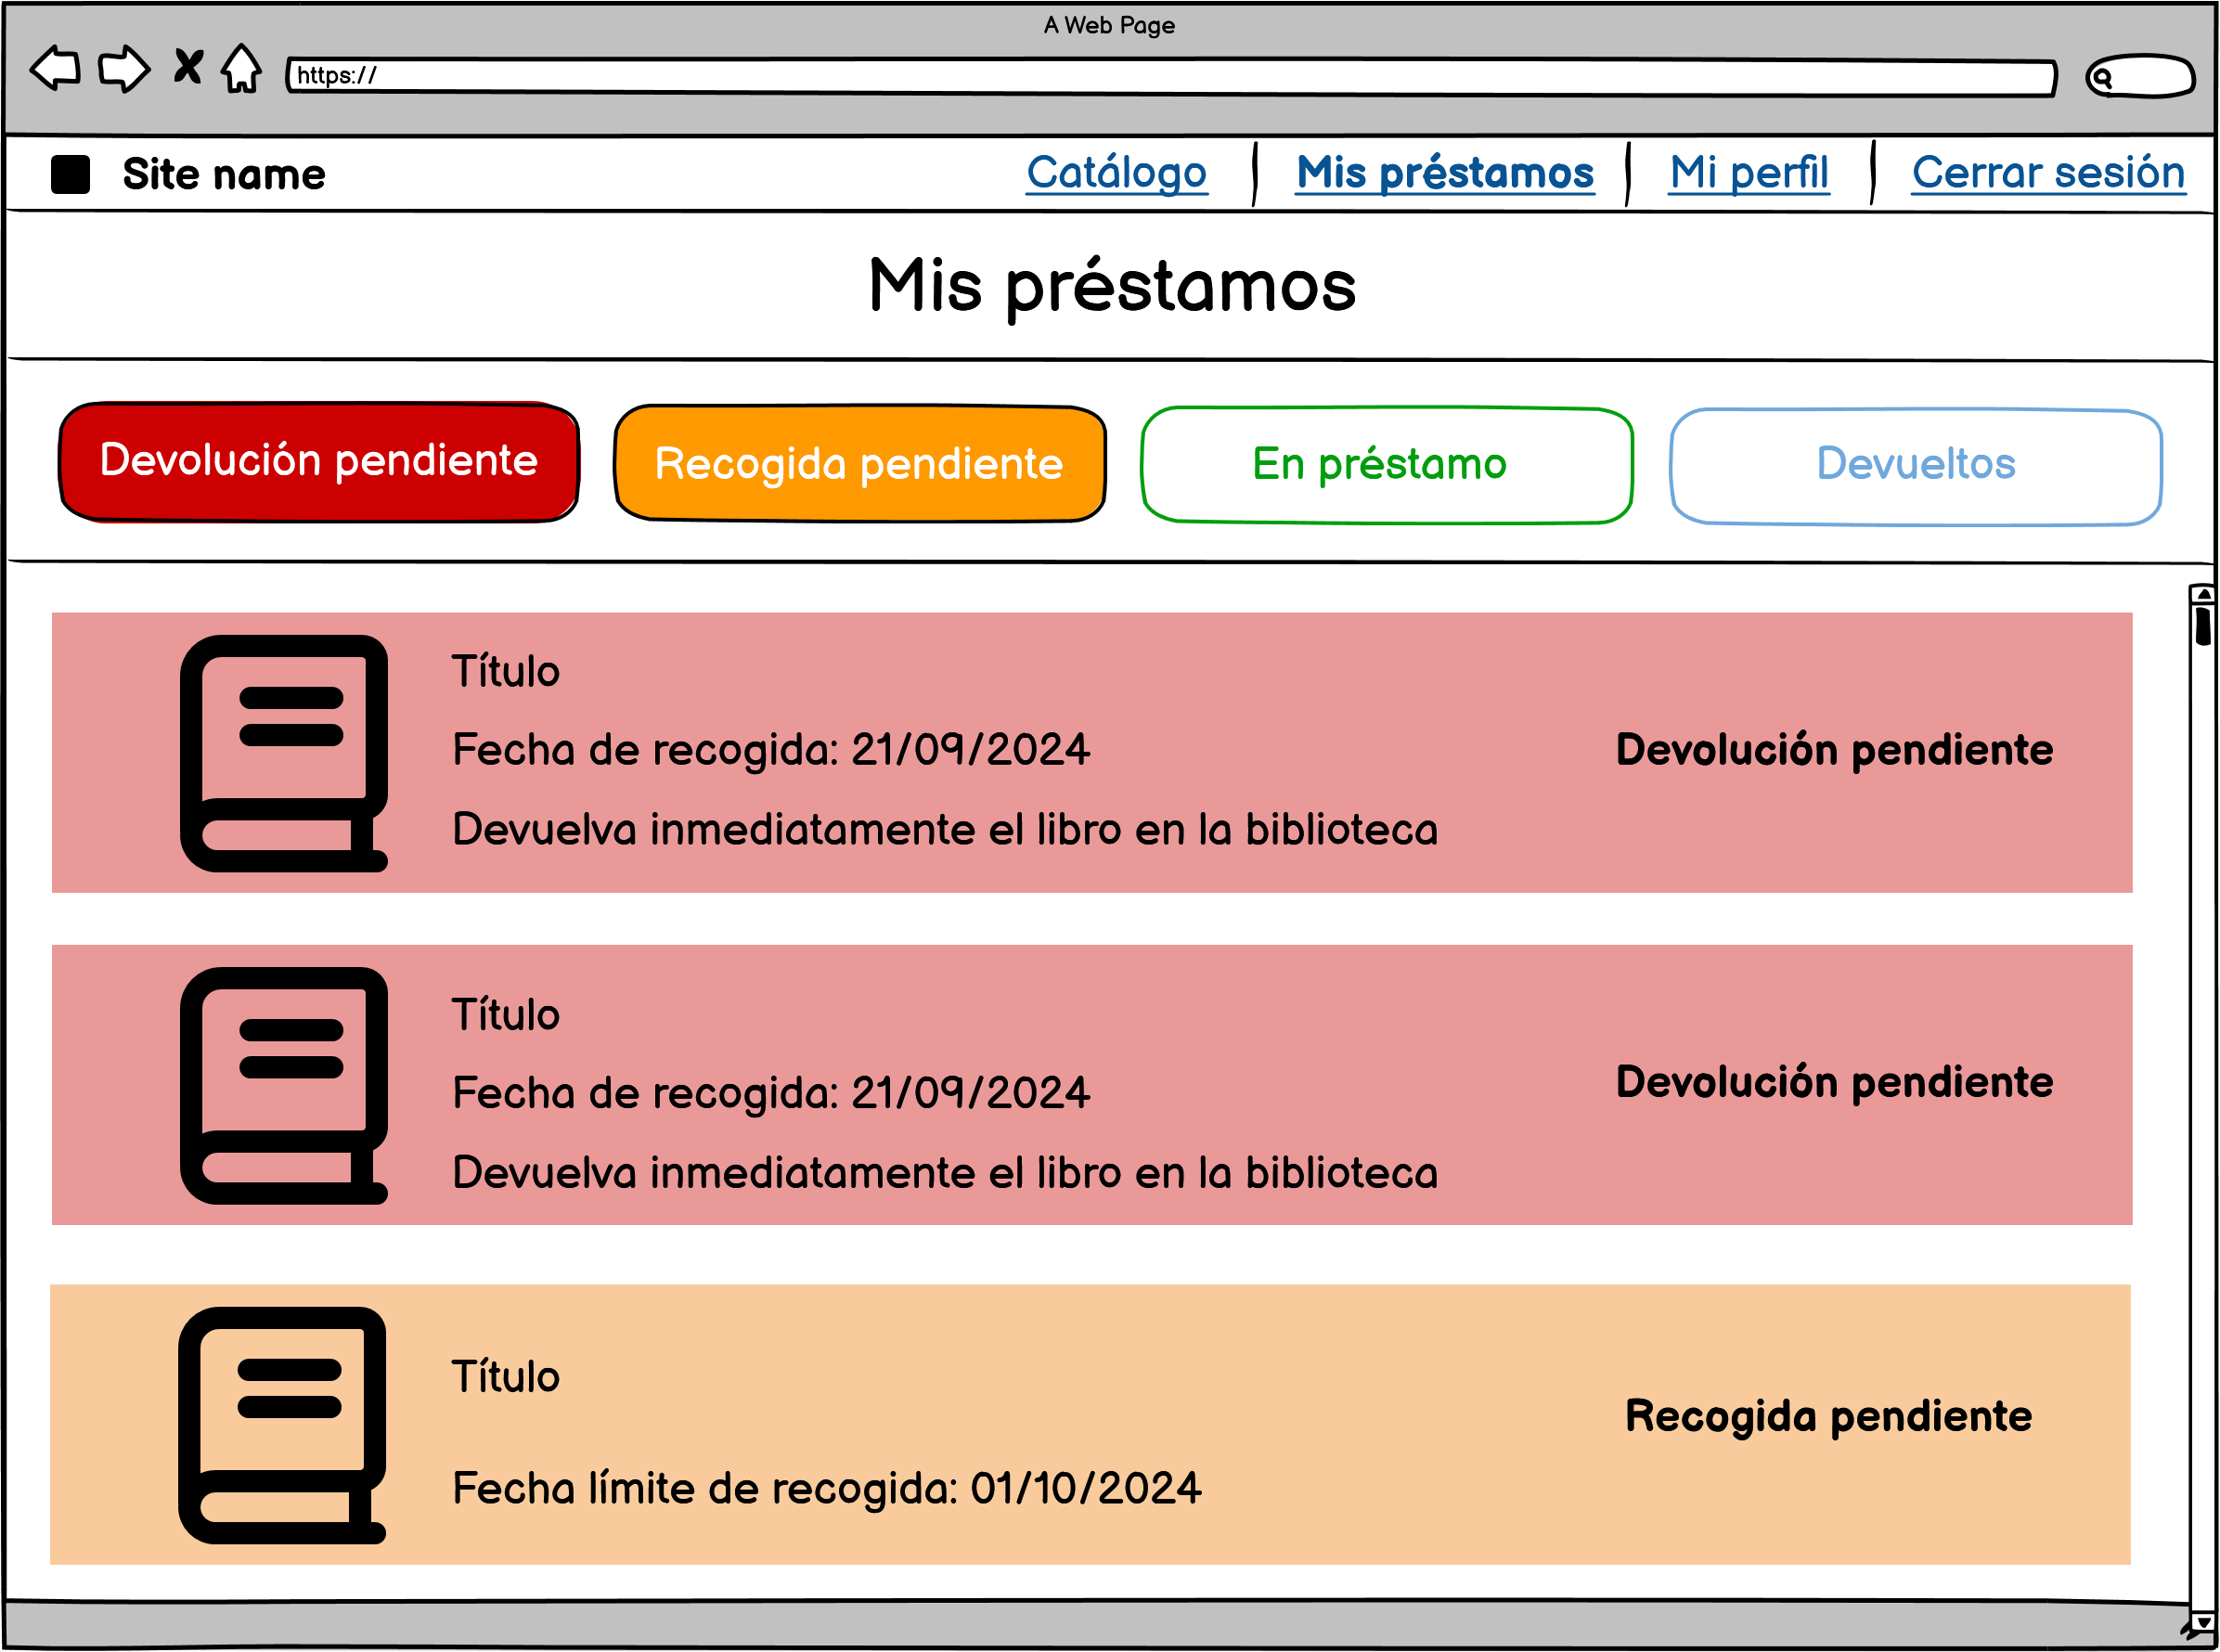 A Web Page
https://
Site name
Catálogo
Mis préstamos
Mi perfil
Cerrar sesión
Mis préstamos
Devolución pendiente
Recogida pendiente
En préstamo
Devueltos
Título
Fecha de recogida: 21/09/2024
Devolución pendiente
Devuelva inmediatamente el libro en la biblioteca
Título
Fecha de recogida: 21/09/2024
Devolución pendiente
Devuelva inmediatamente el libro en la biblioteca
Título
Recogida pendiente
Fecha límite de recogida: 01/10/2024